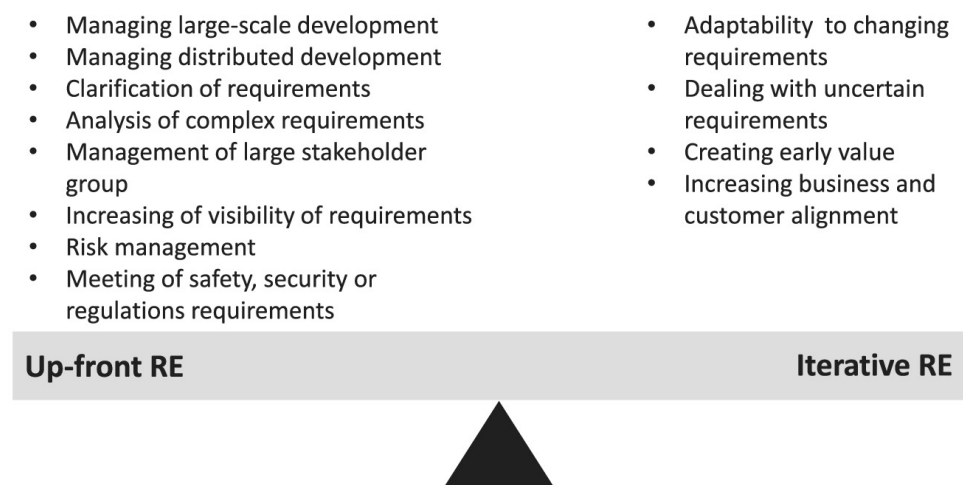 • Managing large-scale development
• Managing distributed development
• Clarification of requirements
• Analysis of complex requirements
• Management of large stakeholder
group
• Increasing of visibility of requirements
• Risk management
• Meeting of safety, security or
regulations requirements
• Adaptability to changing
requirements
• Dealing with uncertain
requirements
• Creating early value
• Increasing business and
customer alignment
Up-front RE
Iterative RE